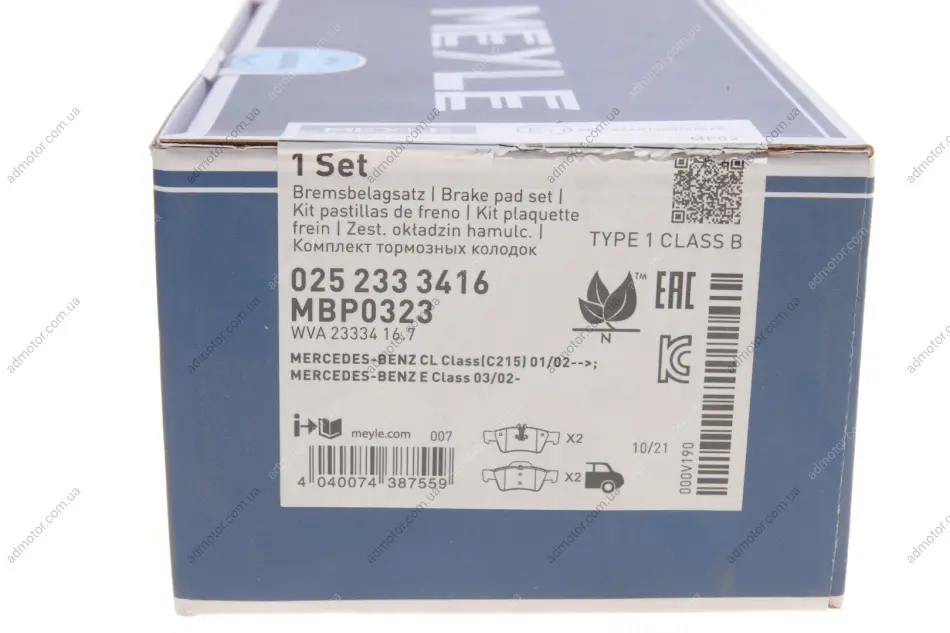 MEYLE
1 Set
Bremsbelagsatz | Brake pad set |
Kit pastillas de freno | Kit plaquette
frein | Zest. okładzin hamulc. |
Комплект тормозных колодок
TYPE 1 CLASS B
025 233 3416
MBP0323
WVA 23334 16.7
TM
N
EAC
KC
MERCEDES-BENZ CL Class(C215) 01/02-->;
MERCEDES-BENZ E Class 03/02-
meyle.com 007
X2
X2
10/21
000V190
4 040074 387559
admotor.com.ua